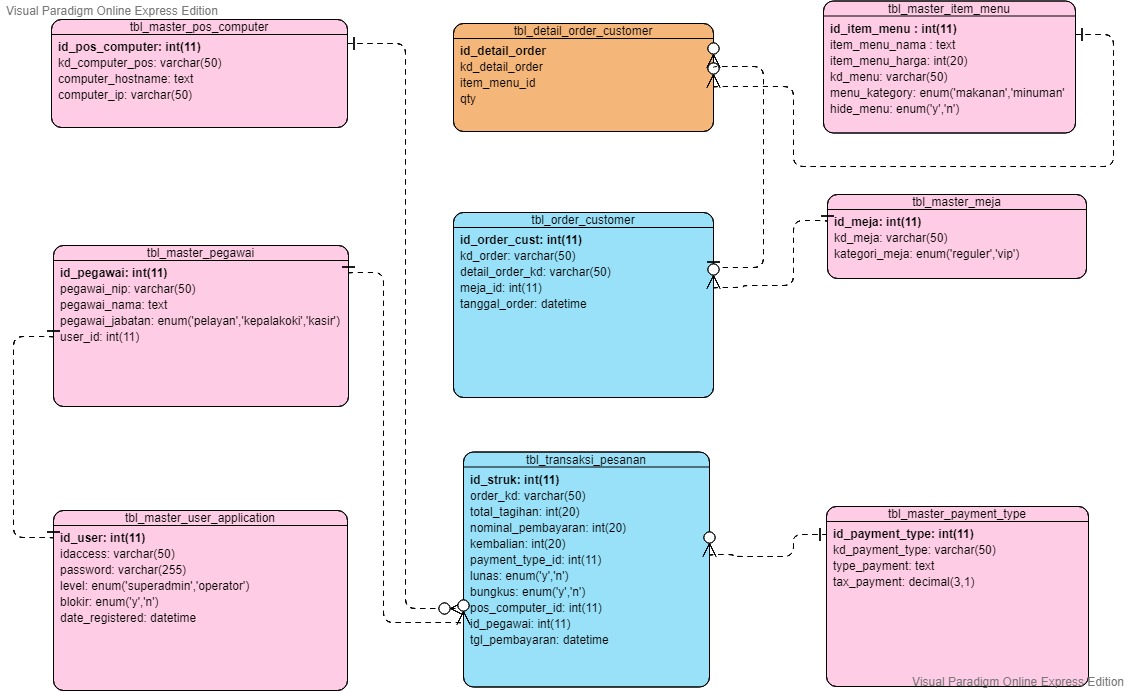 Visual Paradigm Online Express Edition
tbl_master_pos_computer
id_pos_computer: int(11)
kd_computer_pos: varchar(50)
computer_hostname: text
computer_ip: varchar(50)
tbl_detail_order_customer
id_detail_order
kd_detail_order
item_menu_id
qty
tbl_master_item_menu
id_item_menu : int(11)
item_menu_nama : text
item_menu_harga: int(20)
kd_menu: varchar(50)
menu_kategory: enum('makanan','minuman'
hide_menu: enum('y','n')
tbl_master_pegawai
id_pegawai: int(11)
pegawai_nip: varchar(50)
pegawai_nama: text
pegawai_jabatan: enum('pelayan','kepalakoki','kasir')
user_id: int(11)
tbl_order_customer
id_order_cust: int(11)
kd_order: varchar(50)
detail_order_kd: varchar(50)
meja_id: int(11)
tanggal_order: datetime
tbl_master_meja
id_meja: int(11)
kd_meja: varchar(50)
kategori_meja: enum('reguler','vip')
tbl_master_user_application
id_user: int(11)
idaccess: varchar(50)
password: varchar(255)
level: enum('superadmin','operator')
blokir: enum('y','n')
date_registered: datetime
tbl_transaksi_pesanan
id_struk: int(11)
order_kd: varchar(50)
total_tagihan: int(20)
nominal_pembayaran: int(20)
kembalian: int(20)
payment_type_id: int(11)
lunas: enum('y','n')
bungkus: enum('y','n')
pos_computer_id: int(11)
id_pegawai: int(11)
tgl_pembayaran: datetime
tbl_master_payment_type
id_payment_type: int(11)
kd_payment_type: varchar(50)
type_payment: text
tax_payment: decimal(3,1)
Visual Paradigm Online Express Edition